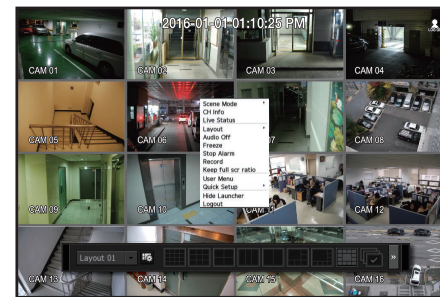 2016-01-01 01:10:25 PM
CAM 01
CAM 02
CAM 03
CAM 04
CAM 05
CAM 06
07
CAM 08
Scene Mode
CH Info
Live Status
Layout
Audio Off
Freeze
Stop Alarm
Record
Keep full scr ratio
User Menu
Quick Setup
Hide Launcher
Logout
CAM 09
CAM 10
CAM 11
CAM 12
Layout 01
CAM 13
CAM 14
CAM 15
CAM 16